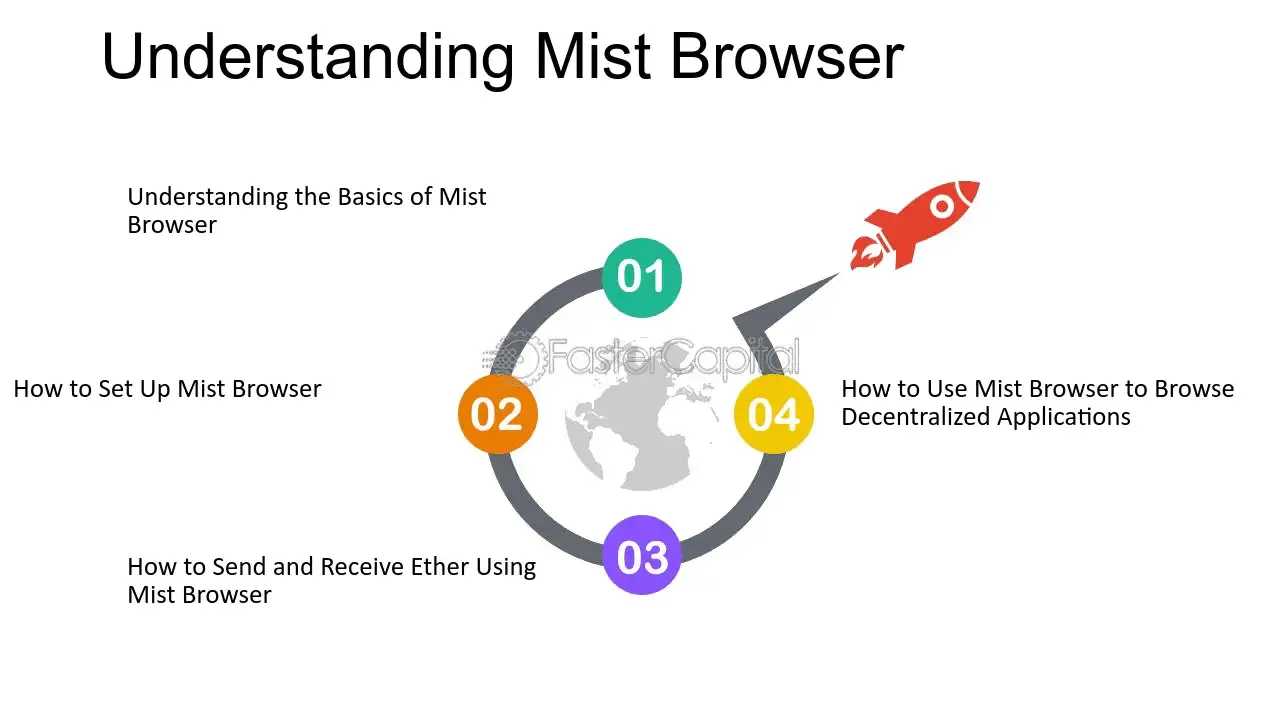 Understanding Mist Browser
Understanding the Basics of Mist
Browser
01
FasterCapital
How to Set Up Mist Browser
02
04
How to Use Mist Browser to Browse
Decentralized Applications
03
How to Send and Receive Ether Using
Mist Browser